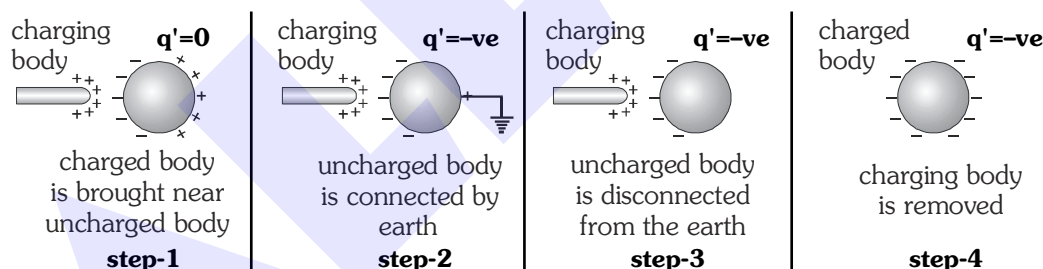 charging
body
q'=0
charged body
is brought near
uncharged body
step-1
charging
body
q'=–ve
uncharged body
is connected by
earth
step-2
charging
body
q'=–ve
uncharged body
is disconnected
from the earth
step-3
charged
body
q'=–ve
charging body
is removed
step-4